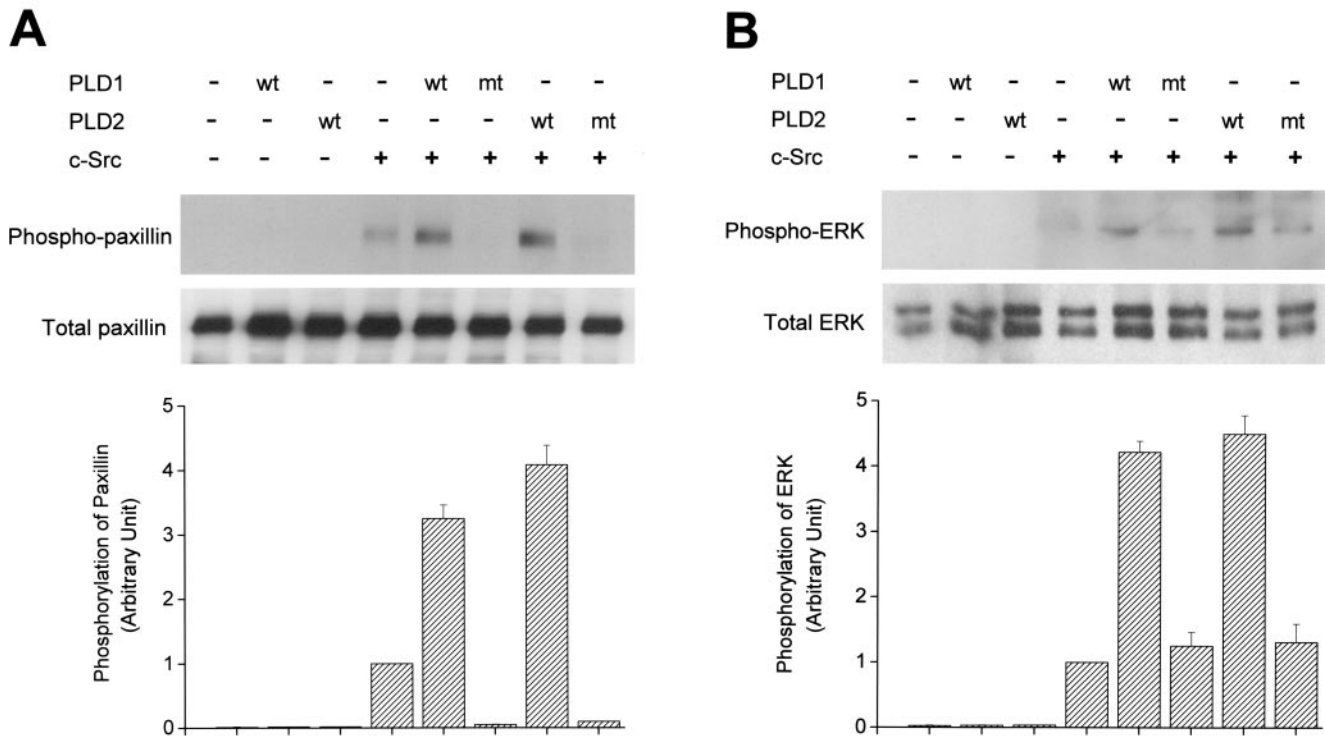 A
PLD1 - wt - - wt mt - -
PLD2 - - wt - - - wt mt
c-Src - - - + + + + +
Phospho-paxillin
Total paxillin
Phosphorylation of Paxillin
(Arbitrary Unit)
5
4
3
2
1
0
B
PLD1 - wt - - wt mt - -
PLD2 - - wt - - - wt mt
c-Src - - - + + + + +
Phospho-ERK
Total ERK
Phosphorylation of ERK
(Arbitrary Unit)
5
4
3
2
1
0